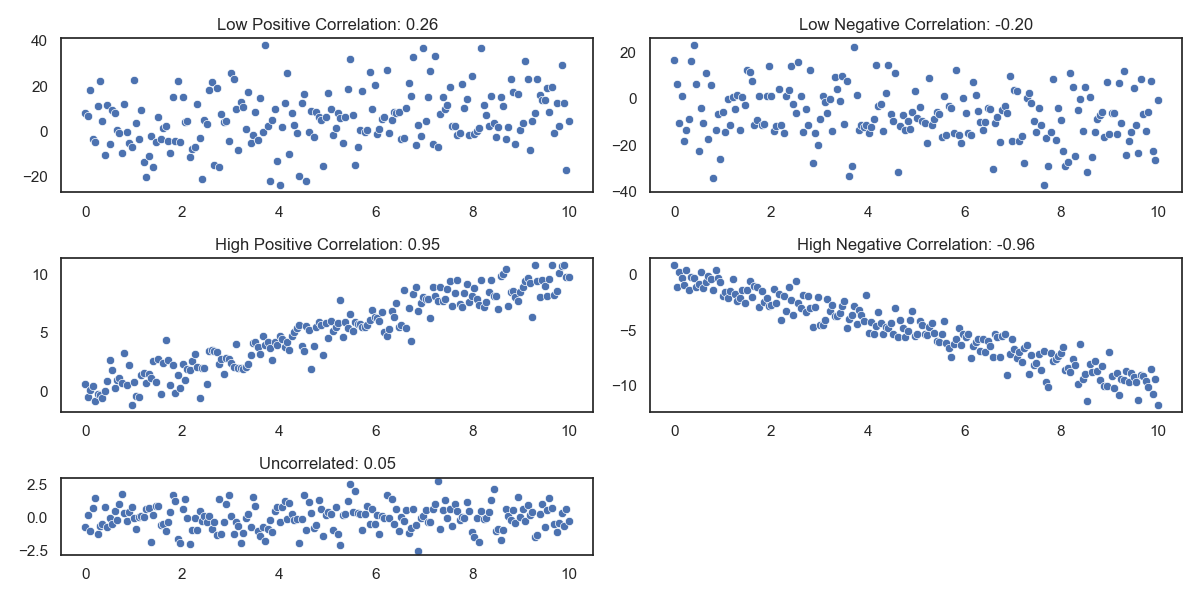 Low Positive Correlation: 0.26
40
20
0
−20
0 2 4 6 8 10
Low Negative Correlation: -0.20
20
0
−20
−40
0 2 4 6 8 10
High Positive Correlation: 0.95
10
5
0
0 2 4 6 8 10
High Negative Correlation: -0.96
0
−5
−10
0 2 4 6 8 10
Uncorrelated: 0.05
2.5
0.0
−2.5
0 2 4 6 8 10